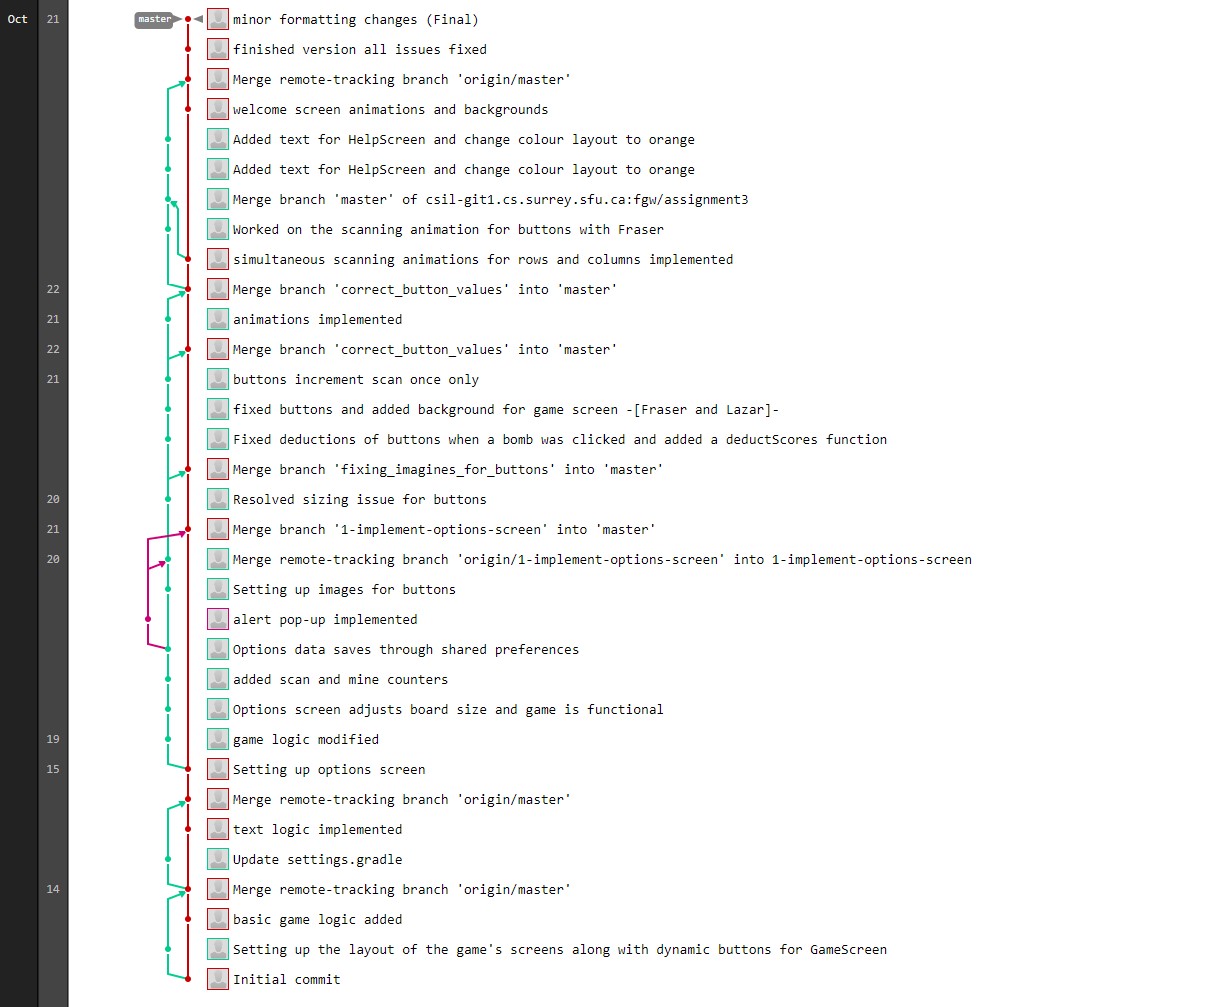 Oct 21 master minor formatting changes (Final)
finished version all issues fixed
Merge remote-tracking branch 'origin/master'
welcome screen animations and backgrounds
Added text for HelpScreen and change colour layout to orange
Added text for HelpScreen and change colour layout to orange
Merge branch 'master' of csil-git1.cs.surrey.sfu.ca:fgw/assignment3
Worked on the scanning animation for buttons with Fraser
simultaneous scanning animations for rows and columns implemented
22 Merge branch 'correct_button_values' into 'master'
21 animations implemented
22 Merge branch 'correct_button_values' into 'master'
21 buttons increment scan once only
fixed buttons and added background for game screen -[Fraser and Lazar]-
Fixed deductions of buttons when a bomb was clicked and added a deductScores function
Merge branch 'fixing_imagines_for_buttons' into 'master'
20 Resolved sizing issue for buttons
21 Merge branch '1-implement-options-screen' into 'master'
20 Merge remote-tracking branch 'origin/1-implement-options-screen' into 1-implement-options-screen
Setting up images for buttons
alert pop-up implemented
Options data saves through shared preferences
added scan and mine counters
Options screen adjusts board size and game is functional
19 game logic modified
15 Setting up options screen
Merge remote-tracking branch 'origin/master'
text logic implemented
Update settings.gradle
14 Merge remote-tracking branch 'origin/master'
basic game logic added
Setting up the layout of the game's screens along with dynamic buttons for GameScreen
Initial commit